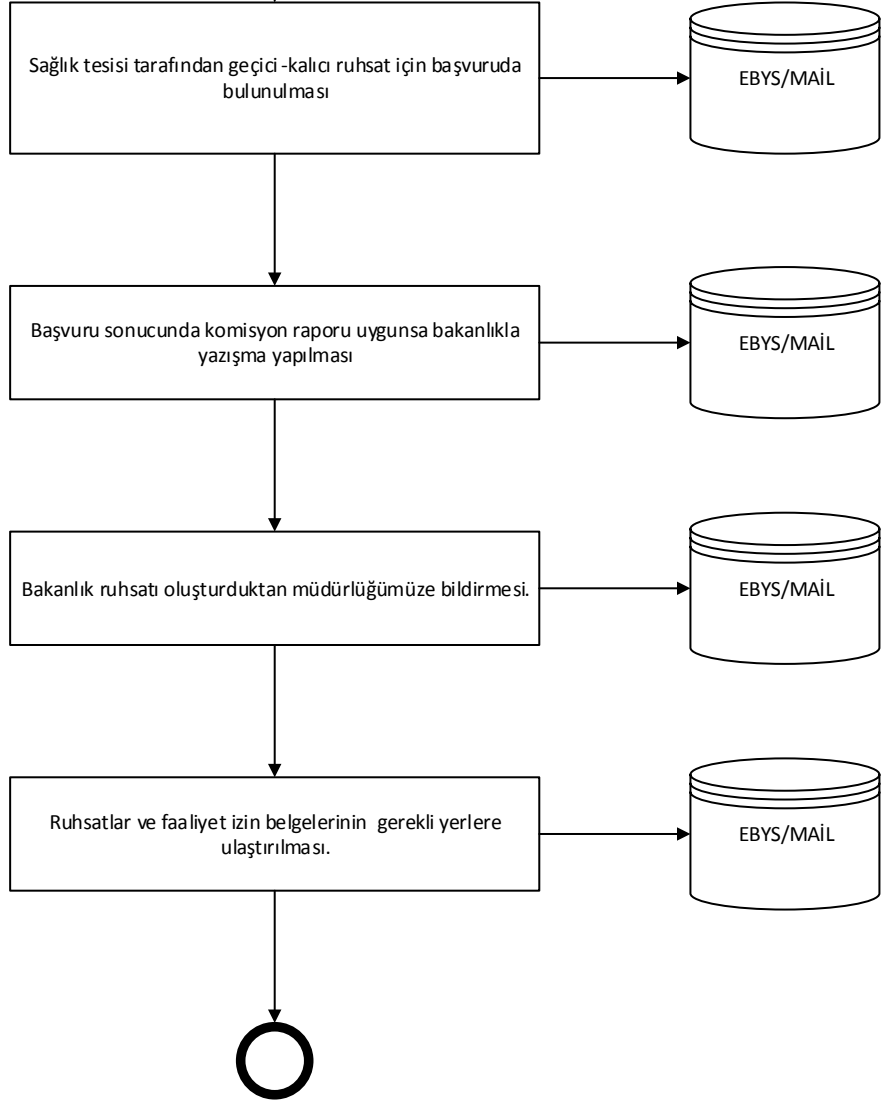 Sağlık tesisi tarafından geçici-kalıcı ruhsat için başvuruda
bulunulması
EBYS/MAİL
Başvuru sonucunda komisyon raporu uygunsa bakanlıkla
yazışma yapılması
EBYS/MAİL
Bakanlık ruhsatı oluşturduktan müdürlüğümüze bildirmesi.
EBYS/MAİL
Ruhsatlar ve faaliyet izin belgelerinin gerekli yerlere
ulaştırılması.
EBYS/MAİL